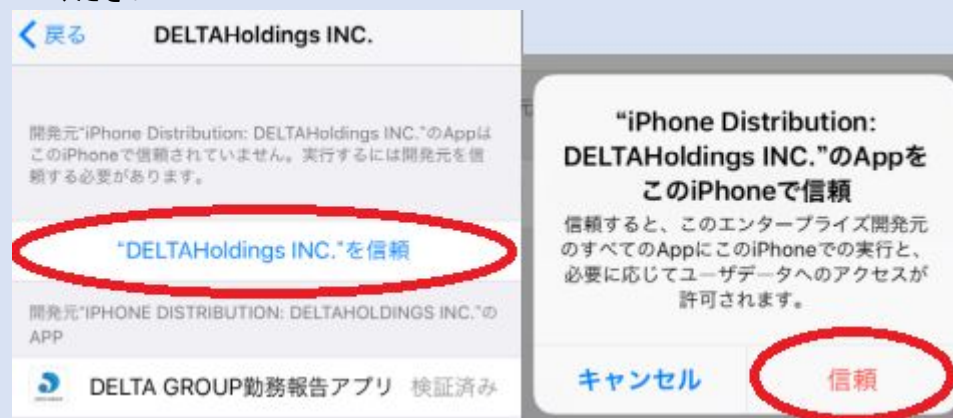 戻る DELTAHoldings INC.
開発元"iPhone Distribution: DELTAHoldings INC."のAppは
このiPhoneで信頼されていません。実行するには開発元を信
頼する必要があります。
"DELTAHoldings INC."を信頼
開発元"IPHONE DISTRIBUTION: DELTAHOLDINGS INC."の
APP
DELTA GROUP勤務報告アプリ 検証済み
"iPhone Distribution:
DELTAHoldings INC."のAppを
このiPhoneで信頼
信頼すると、このエンタープライズ開発元
のすべてのAppにこのiPhoneでの実行と、
必要に応じてユーザデータへのアクセスが
許可されます。
キャンセル 信頼